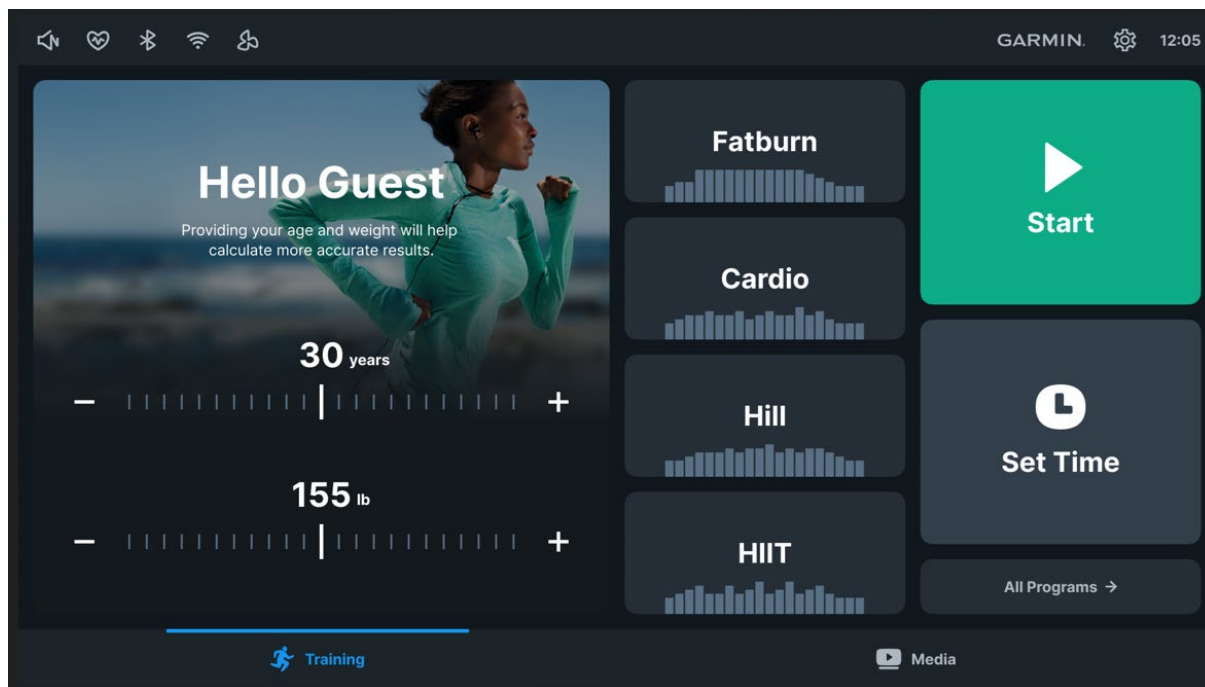 GARMIN.
12:05
Hello Guest
Providing your age and weight will help
calculate more accurate results.
30 years
155 lb
Fatburn
Cardio
Hill
HIIT
Start
Set Time
All Programs →
Training
Media